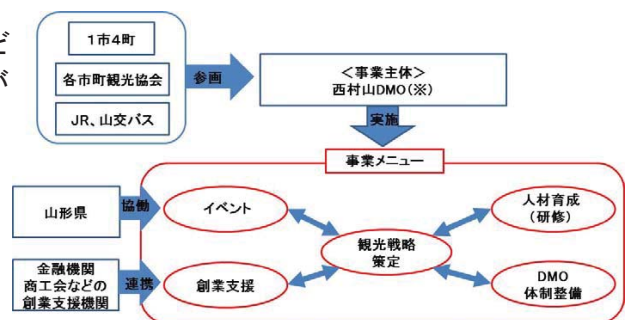 ど
が
1市4町
各市町観光協会
JR、山交バス
参画
＜事業主体＞
西村山DMO(※)
実施
事業メニュー
山形県
協働
イベント
人材育成
(研修)
観光戦略
策定
金融機関
商工会などの
創業支援機関
連携
創業支援
DMO
体制整備